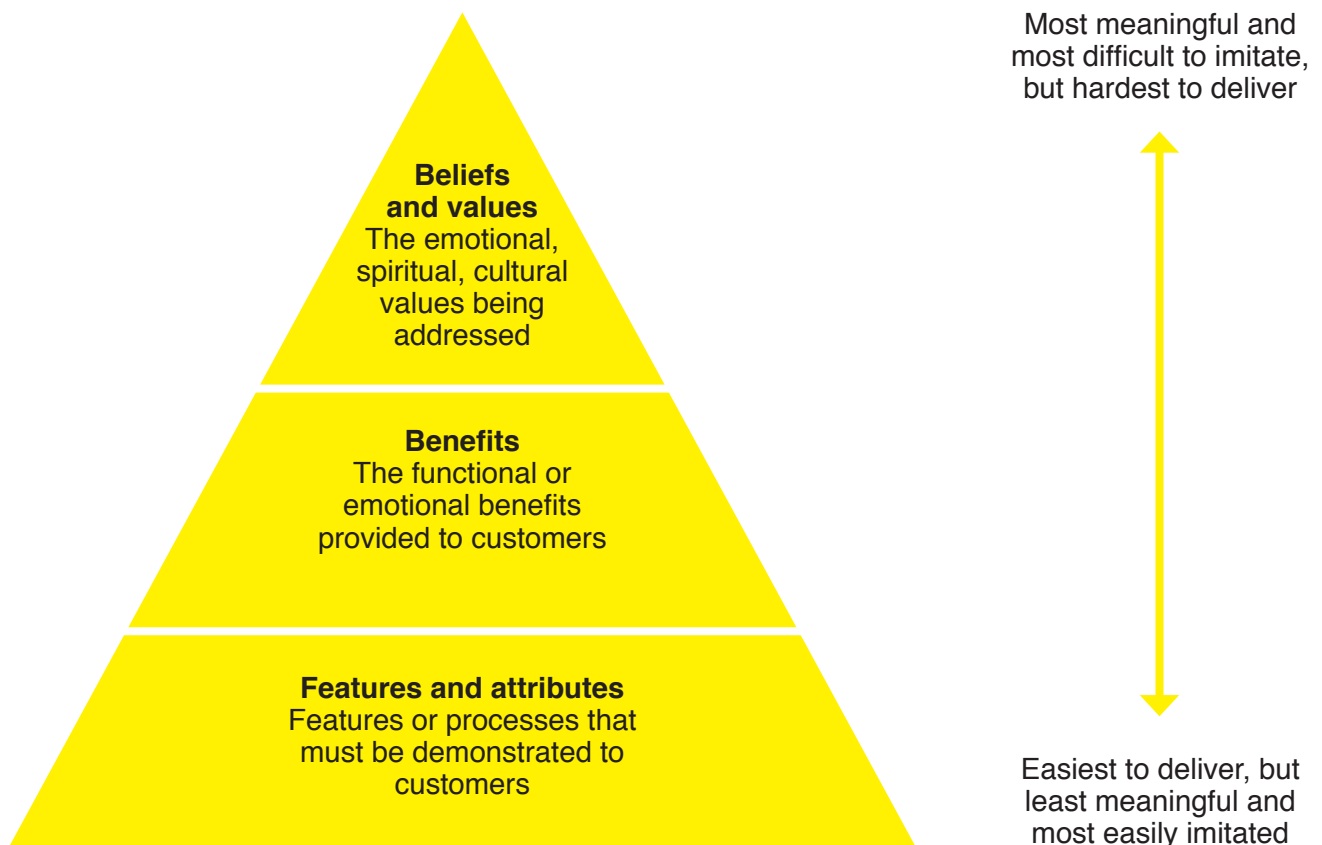 Most meaningful and
most difficult to imitate,
but hardest to deliver
Beliefs
and values
The emotional,
spiritual, cultural
values being
addressed
Benefits
The functional or
emotional benefits
provided to customers
Features and attributes
Features or processes that
must be demonstrated to
customers
Easiest to deliver, but
least meaningful and
most easily imitated